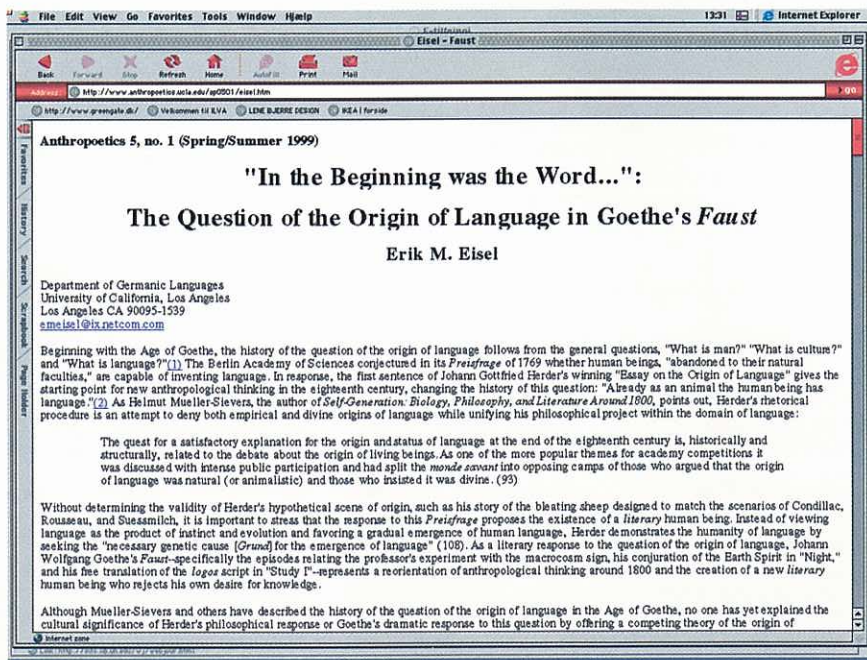 File Edit View Go Favorites Tools Window Hjælp 13:31 Internet Explorer
Eisel - Faust
Back Forward Stop Refresh Home AutoFill Print Mail
Address: http://www.anthropoetics.ucla.edu/ap0501/eisel.htm go
http://www.greengate.dk/ Velkommen til ILVA LENE BJERRE DESIGN IKEA | forside
Favorites
History
Search
Scrapbook
Page Holder
Anthropoetics 5, no. 1 (Spring/Summer 1999)
"In the Beginning was the Word...":
The Question of the Origin of Language in Goethe's Faust
Erik M. Eisel
Department of Germanic Languages
University of California, Los Angeles
Los Angeles CA 90095-1539
emeisel@ix.netcom.com
Beginning with the Age of Goethe, the history of the question of the origin of language follows from the general questions, "What is man?" "What is culture?"
and "What is language?"(1) The Berlin Academy of Sciences conjectured in its Preisfrage of 1769 whether human beings, "abandoned to their natural
faculties," are capable of inventing language. In response, the first sentence of Johann Gottfried Herder's winning "Essay on the Origin of Language" gives the
starting point for new anthropological thinking in the eighteenth century, changing the history of this question: "Already as an animal the human being has
language."(2) As Helmut Mueller-Sievers, the author of Self-Generation: Biology, Philosophy, and Literature Around 1800, points out, Herder's rhetorical
procedure is an attempt to deny both empirical and divine origins of language while unifying his philosophical project within the domain of language:
The quest for a satisfactory explanation for the origin and status of language at the end of the eighteenth century is, historically and
structurally, related to the debate about the origin of living beings. As one of the more popular themes for academy competitions it
was discussed with intense public participation and had split the monde savant into opposing camps of those who argued that the origin
of language was natural (or animalistic) and those who insisted it was divine. (93)
Without determining the validity of Herder's hypothetical scene of origin, such as his story of the bleating sheep designed to match the scenarios of Condillac,
Rousseau, and Suessmilch, it is important to stress that the response to this Preisfrage proposes the existence of a literary human being. Instead of viewing
language as the product of instinct and evolution and favoring a gradual emergence of human language, Herder demonstrates the humanity of language by
seeking the "necessary genetic cause [Grund] for the emergence of language" (108). As a literary response to the question of the origin of language, Johann
Wolfgang Goethe's Faust--specifically the episodes relating the professor's experiment with the macrocosm sign, his conjuration of the Earth Spirit in "Night,"
and his free translation of the logos script in "Study I"--represents a reorientation of anthropological thinking around 1800 and the creation of a new literary
human being who rejects his own desire for knowledge.
Although Mueller-Sievers and others have described the history of the question of the origin of language in the Age of Goethe, no one has yet explained the
cultural significance of Herder's philosophical response or Goethe's dramatic response to this question by offering a competing theory of the origin of
Internet zone